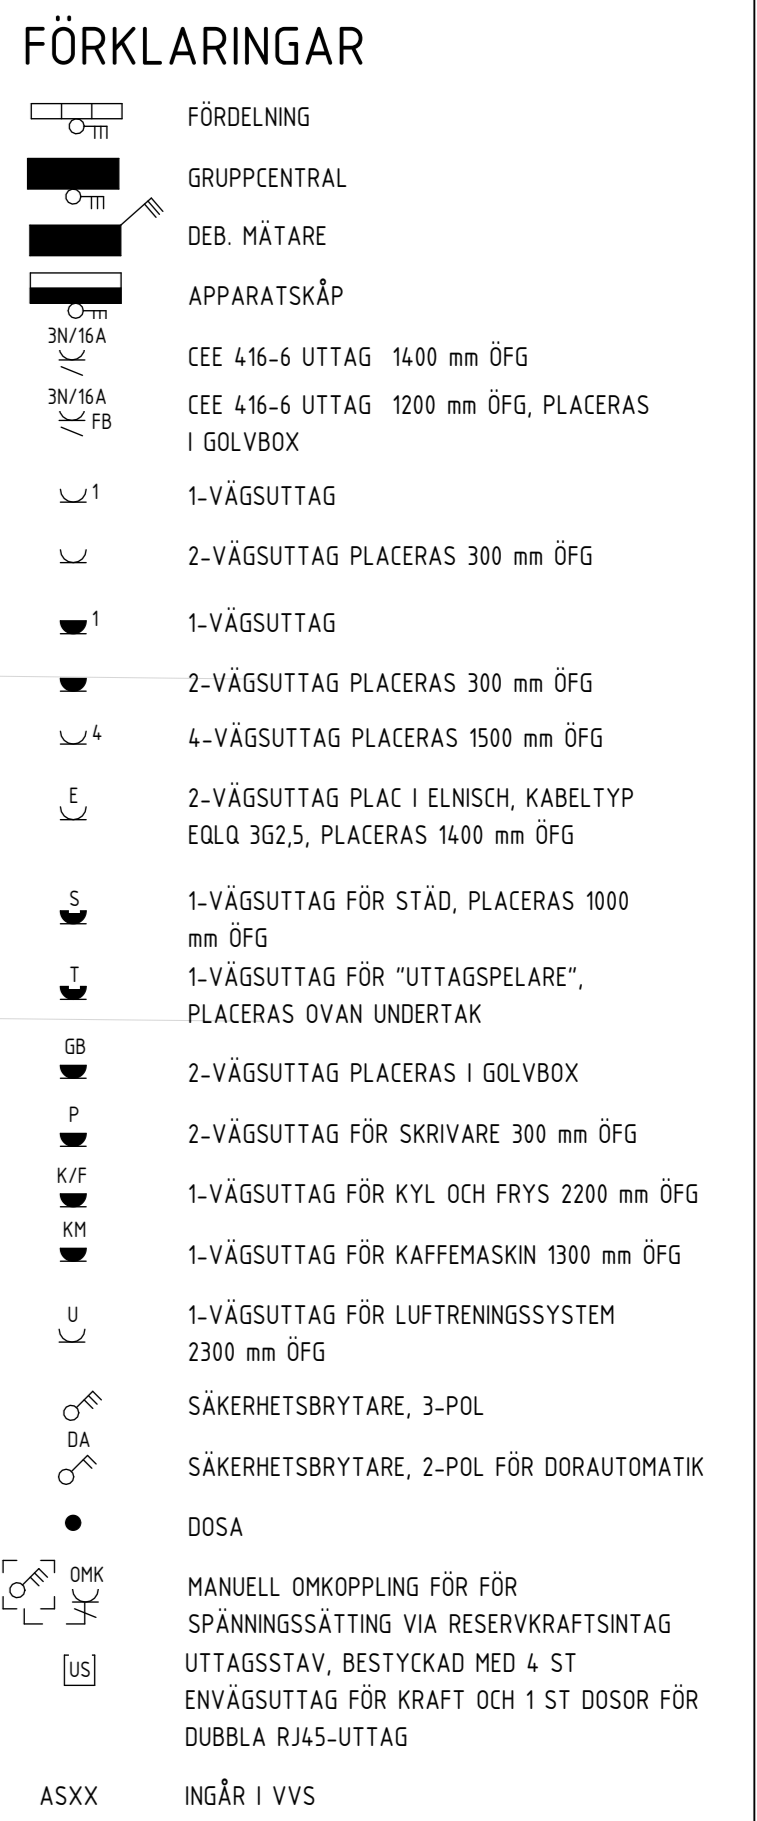 FÖRKLARINGAR
FÖRDELNING
GRUPPCENTRAL
DEB. MÄTARE
APPARATSKÅP
3N/16A
CEE 416-6 UTTAG 1400 mm ÖFG
3N/16A
FB
CEE 416-6 UTTAG 1200 mm ÖFG, PLACERAS
I GOLVBOX
1
1-VÄGSUTTAG
2-VÄGSUTTAG PLACERAS 300 mm ÖFG
1
1-VÄGSUTTAG
2-VÄGSUTTAG PLACERAS 300 mm ÖFG
4
4-VÄGSUTTAG PLACERAS 1500 mm ÖFG
E
2-VÄGSUTTAG PLAC I ELNISCH, KABELTYP
EQLQ 3G2,5, PLACERAS 1400 mm ÖFG
S
1-VÄGSUTTAG FÖR STÄD, PLACERAS 1000
mm ÖFG
T
1-VÄGSUTTAG FÖR "UTTAGSPELARE",
PLACERAS OVAN UNDERTAK
GB
2-VÄGSUTTAG PLACERAS I GOLVBOX
P
2-VÄGSUTTAG FÖR SKRIVARE 300 mm ÖFG
K/F
1-VÄGSUTTAG FÖR KYL OCH FRYS 2200 mm ÖFG
KM
1-VÄGSUTTAG FÖR KAFFEMASKIN 1300 mm ÖFG
U
1-VÄGSUTTAG FÖR LUFTRENINGSSYSTEM
2300 mm ÖFG
SÄKERHETSBRYTARE, 3-POL
DA
SÄKERHETSBRYTARE, 2-POL FÖR DORAUTOMATIK
DOSA
OMK
MANUELL OMKOPPLING FÖR FÖR
SPÄNNINGSSÄTTING VIA RESERVKRAFTSINTAG
[US]
UTTAGSSTAV, BESTYCKAD MED 4 ST
ENVÄGSUTTAG FÖR KRAFT OCH 1 ST DOSOR FÖR
DUBBLA RJ45-UTTAG
ASXX
INGÅR I VVS